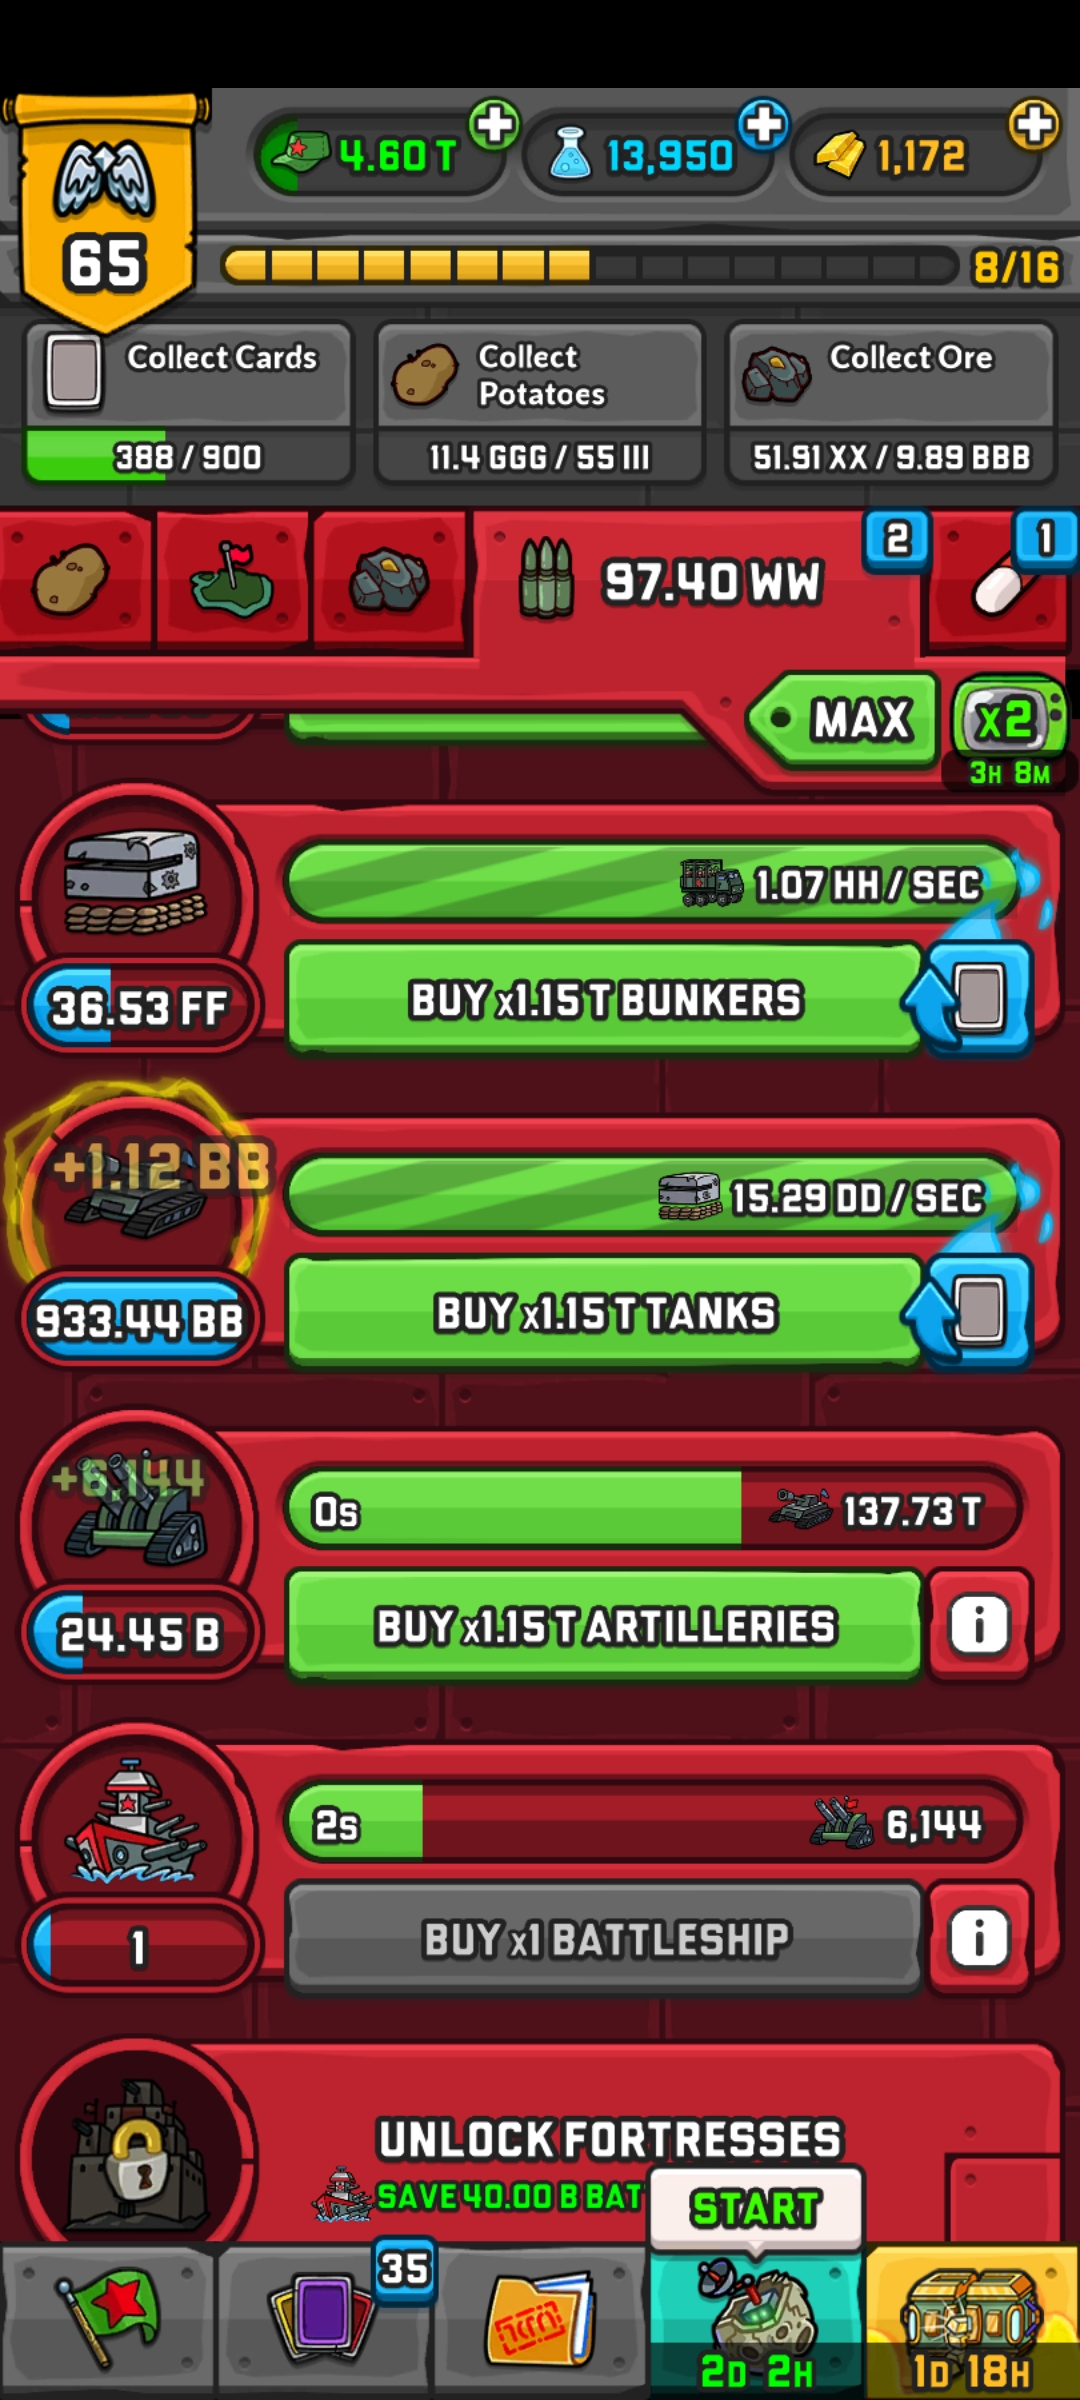 65
4.60 T
13,950
1,172
8/16
Collect Cards
388 / 900
Collect
Potatoes
11.4 GGG / 55 III
Collect Ore
51.91 XX / 9.89 BBB
97.40 WW
2
1
MAX
x2
3H 8M
1.07 HH / SEC
36.53 FF
BUY x1.15 T BUNKERS
+1.12 BB
15.29 DD / SEC
933.44 BB
BUY x1.15 T TANKS
+6,144
0s
137.73 T
24.45 B
BUY x1.15 T ARTILLERIES
i
2s
6,144
1
BUY x1 BATTLESHIP
i
UNLOCK FORTRESSES
SAVE 40.00 B BAT
START
35
2D 2H
1D 18H